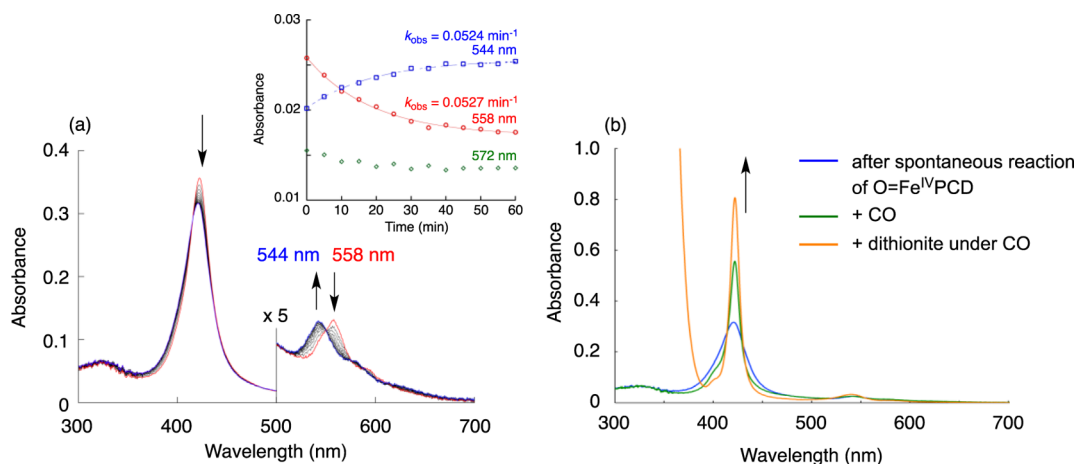 (a)
0.4
0.3
0.2
0.1
0
Absorbance
300
400
500
600
700
Wavelength (nm)
x 5
544 nm
558 nm
0.03
0.02
0.01
Absorbance
kobs = 0.0524 min-1
544 nm
kobs = 0.0527 min-1
558 nm
572 nm
0
10
20
30
40
50
60
Time (min)
(b)
1.0
0.8
0.6
0.4
0.2
0
Absorbance
300
400
500
600
700
Wavelength (nm)
after spontaneous reaction
of O=FeIVPCD
+ CO
+ dithionite under CO